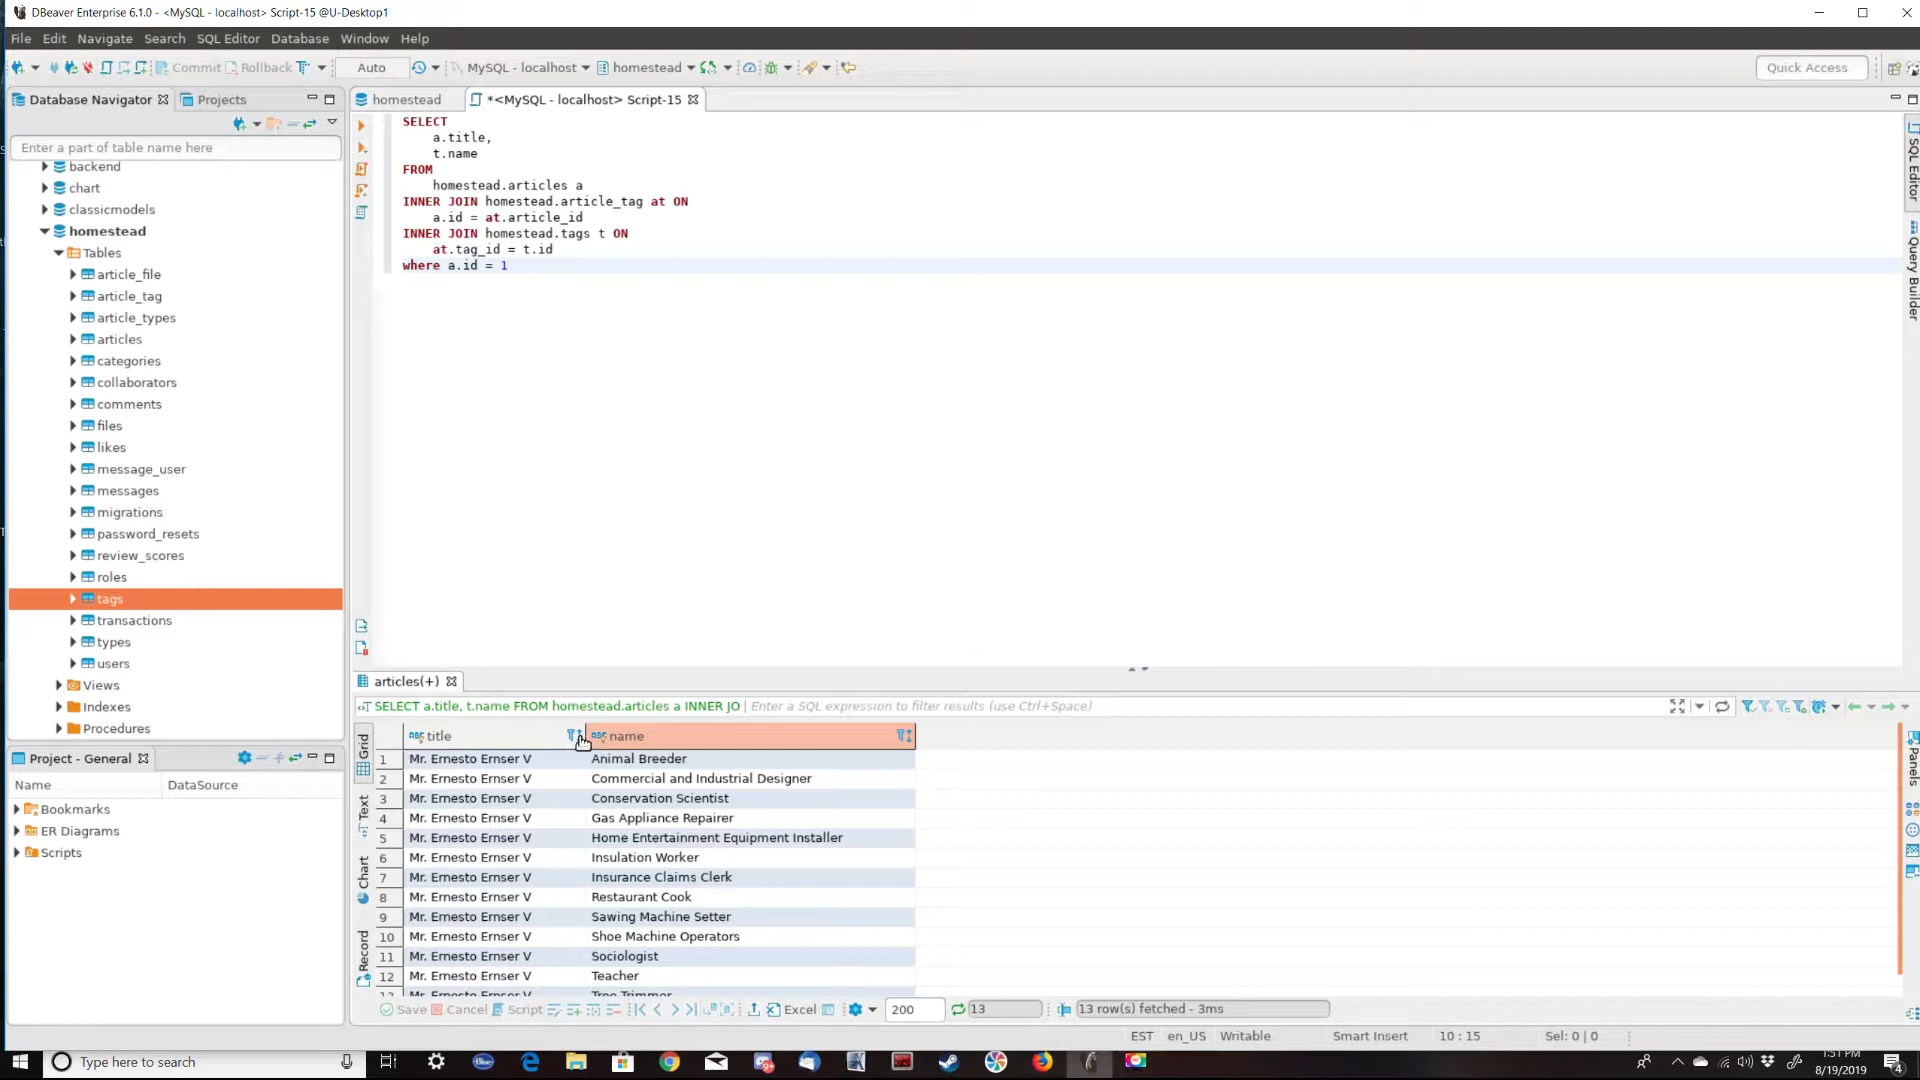 DBeaver Enterprise 6.1.0 - <MySQL - localhost> Script-15 @U-Desktop1
File Edit Navigate Search SQL Editor Database Window Help
Commit Rollback Auto MySQL - localhost homestead Quick Access
Database Navigator Projects
Enter a part of table name here
backend
chart
classicmodels
homestead
Tables
article_file
article_tag
article_types
articles
categories
collaborators
comments
files
likes
message_user
messages
migrations
password_resets
review_scores
roles
tags
transactions
types
users
Views
Indexes
Procedures
Project - General
Name DataSource
Bookmarks
ER Diagrams
Scripts
homestead *<MySQL - localhost> Script-15
SELECT
a.title,
t.name
FROM
homestead.articles a
INNER JOIN homestead.article_tag at ON
a.id = at.article_id
INNER JOIN homestead.tags t ON
at.tag_id = t.id
where a.id = 1
SQL Editor
Query Builder
articles(+)
SELECT a.title, t.name FROM homestead.articles a INNER JO Enter a SQL expression to filter results (use Ctrl+Space)
Grid
Text
Chart
Record
Panels
title name
1 Mr. Ernesto Ernser V Animal Breeder
2 Mr. Ernesto Ernser V Commercial and Industrial Designer
3 Mr. Ernesto Ernser V Conservation Scientist
4 Mr. Ernesto Ernser V Gas Appliance Repairer
5 Mr. Ernesto Ernser V Home Entertainment Equipment Installer
6 Mr. Ernesto Ernser V Insulation Worker
7 Mr. Ernesto Ernser V Insurance Claims Clerk
8 Mr. Ernesto Ernser V Restaurant Cook
9 Mr. Ernesto Ernser V Sawing Machine Setter
10 Mr. Ernesto Ernser V Shoe Machine Operators
11 Mr. Ernesto Ernser V Sociologist
12 Mr. Ernesto Ernser V Teacher
13 Mr. Ernesto Ernser V Tree Trimmer
Save Cancel Script Excel 200 13 13 row(s) fetched - 3ms
EST en_US Writable Smart Insert 10 : 15 Sel: 0 | 0
Type here to search
1:51 PM
8/19/2019
4